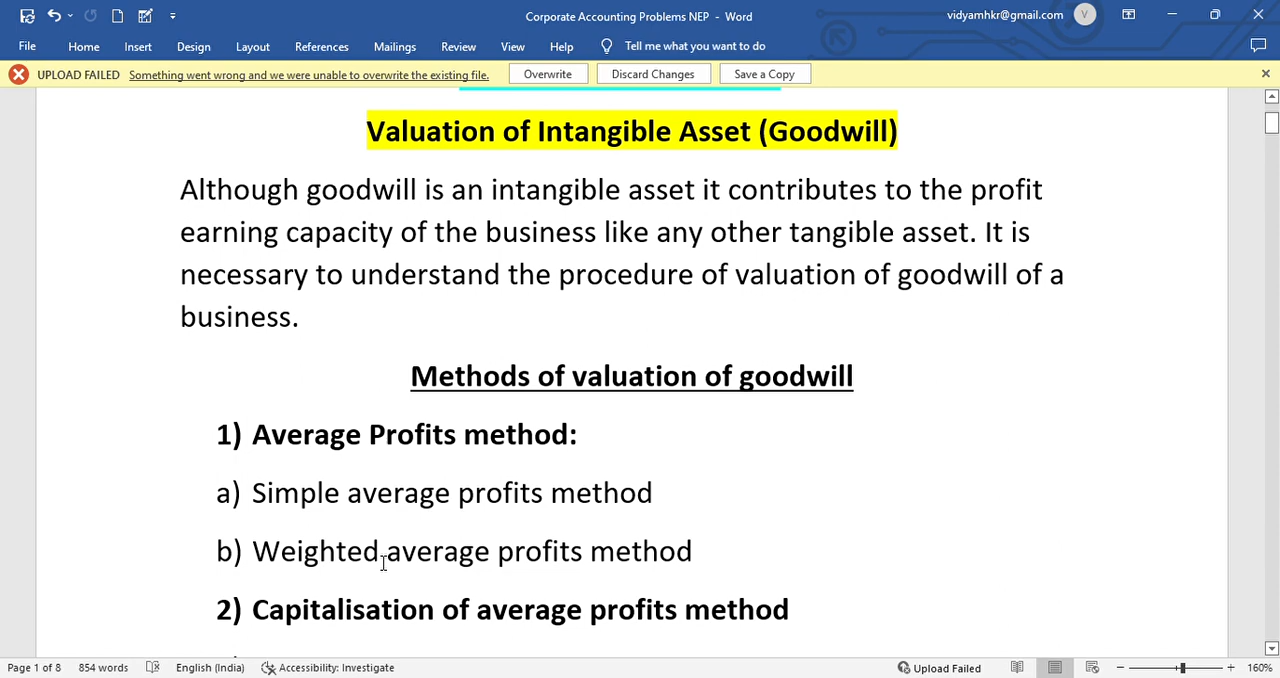 Corporate Accounting Problems NEP - Word
vidyamhkr@gmail.com V
File Home Insert Design Layout References Mailings Review View Help Tell me what you want to do
UPLOAD FAILED Something went wrong and we were unable to overwrite the existing file. Overwrite Discard Changes Save a Copy
Valuation of Intangible Asset (Goodwill)
Although goodwill is an intangible asset it contributes to the profit
earning capacity of the business like any other tangible asset. It is
necessary to understand the procedure of valuation of goodwill of a
business.
Methods of valuation of goodwill
1) Average Profits method:
a) Simple average profits method
b) Weighted average profits method
2) Capitalisation of average profits method
Page 1 of 8 854 words English (India) Accessibility: Investigate Upload Failed 160%